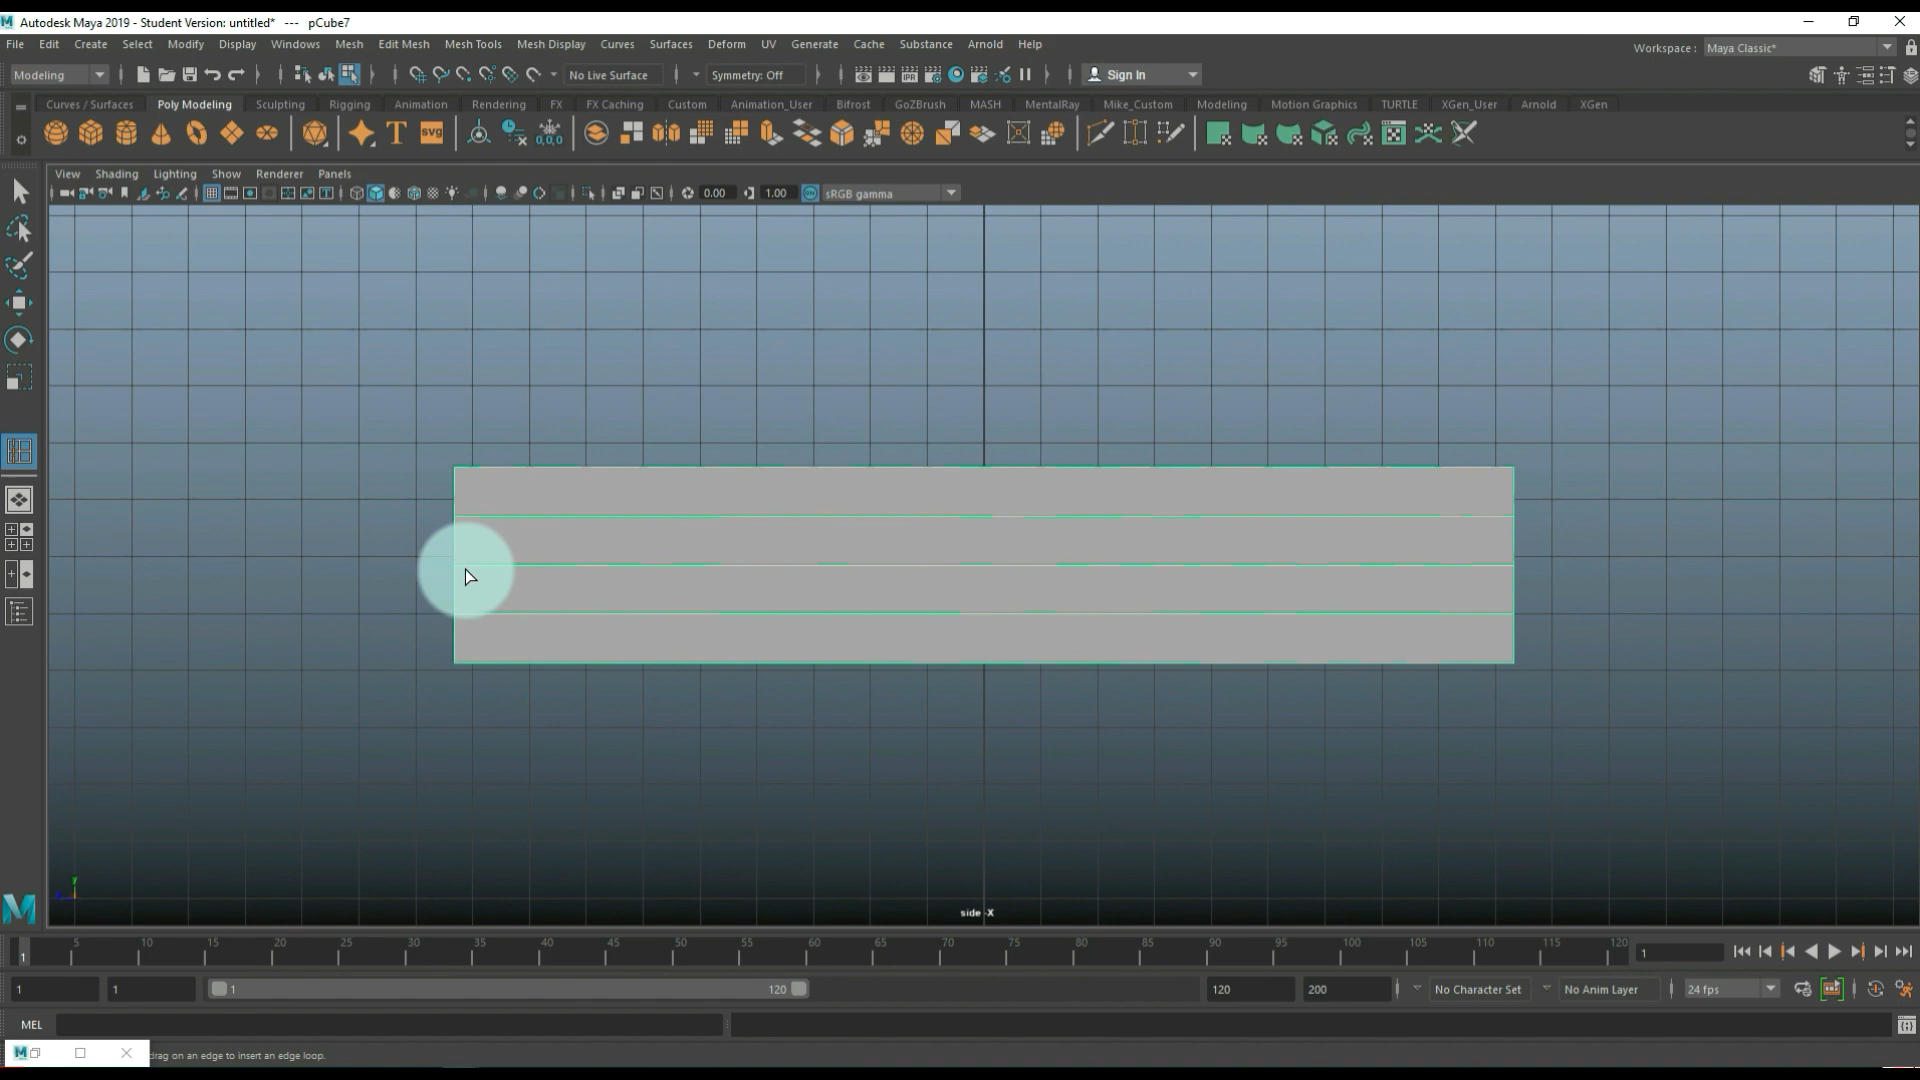 Autodesk Maya 2019 - Student Version: untitled* --- pCube7
File Edit Create Select Modify Display Windows Mesh Edit Mesh Mesh Tools Mesh Display Curves Surfaces Deform UV Generate Cache Substance Arnold Help Workspace : Maya Classic*
Modeling No Live Surface Symmetry: Off Sign In
Curves / Surfaces Poly Modeling Sculpting Rigging Animation Rendering FX FX Caching Custom Animation_User Bifrost GoZBrush MASH MentalRay Mike_Custom Modeling Motion Graphics TURTLE XGen_User Arnold XGen
View Shading Lighting Show Renderer Panels
0.00 1.00 sRGB gamma
side -X
5 10 15 20 25 30 35 40 45 50 55 60 65 70 75 80 85 90 95 100 105 110 115 120
1 1
1 1 1 120 120 200 No Character Set No Anim Layer 24 fps
MEL
drag on an edge to insert an edge loop.